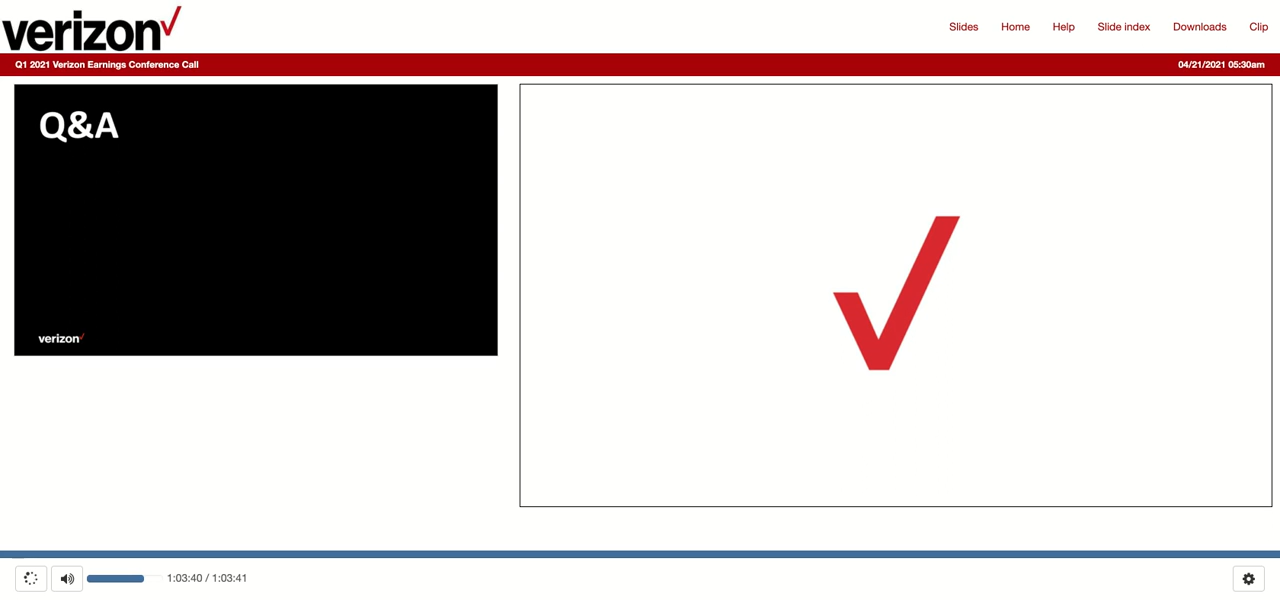 verizon
Slides Home Help Slide index Downloads Clip
Q1 2021 Verizon Earnings Conference Call
04/21/2021 05:30am
Q&A
verizon
1:03:40 / 1:03:41